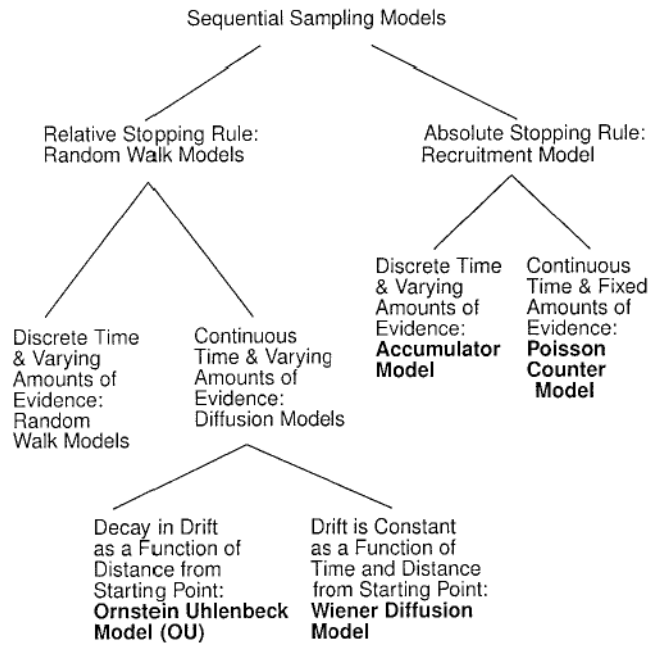 Sequential Sampling Models
Relative Stopping Rule:
Random Walk Models
Absolute Stopping Rule:
Recruitment Model
Discrete Time
& Varying
Amounts of
Evidence:
Accumulator
Model
Continuous
Time & Fixed
Amounts of
Evidence:
Poisson
Counter
Model
Discrete Time
& Varying
Amounts of
Evidence:
Random
Walk Models
Continuous
Time & Varying
Amounts of
Evidence:
Diffusion Models
Decay in Drift
as a Function of
Distance from
Starting Point:
Ornstein Uhlenbeck
Model (OU)
Drift is Constant
as a Function of
Time and Distance
from Starting Point:
Wiener Diffusion
Model